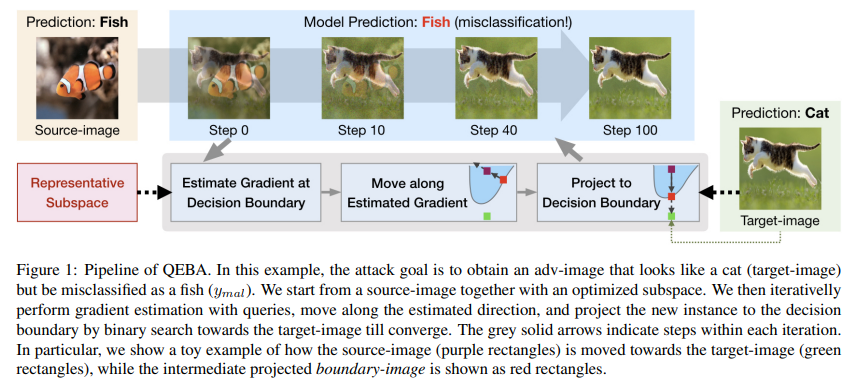 Prediction: Fish
Model Prediction: Fish (misclassification!)
Source-image
Step 0
Step 10
Step 40
Step 100
Prediction: Cat
Target-image
Representative
Subspace
Estimate Gradient at
Decision Boundary
Move along
Estimated Gradient
Project to
Decision Boundary
Figure 1: Pipeline of QEBA. In this example, the attack goal is to obtain an adv-image that looks like a cat (target-image)
but be misclassified as a fish (ymal). We start from a source-image together with an optimized subspace. We then iterativelly
perform gradient estimation with queries, move along the estimated direction, and project the new instance to the decision
boundary by binary search towards the target-image till converge. The grey solid arrows indicate steps within each iteration.
In particular, we show a toy example of how the source-image (purple rectangles) is moved towards the target-image (green
rectangles), while the intermediate projected boundary-image is shown as red rectangles.